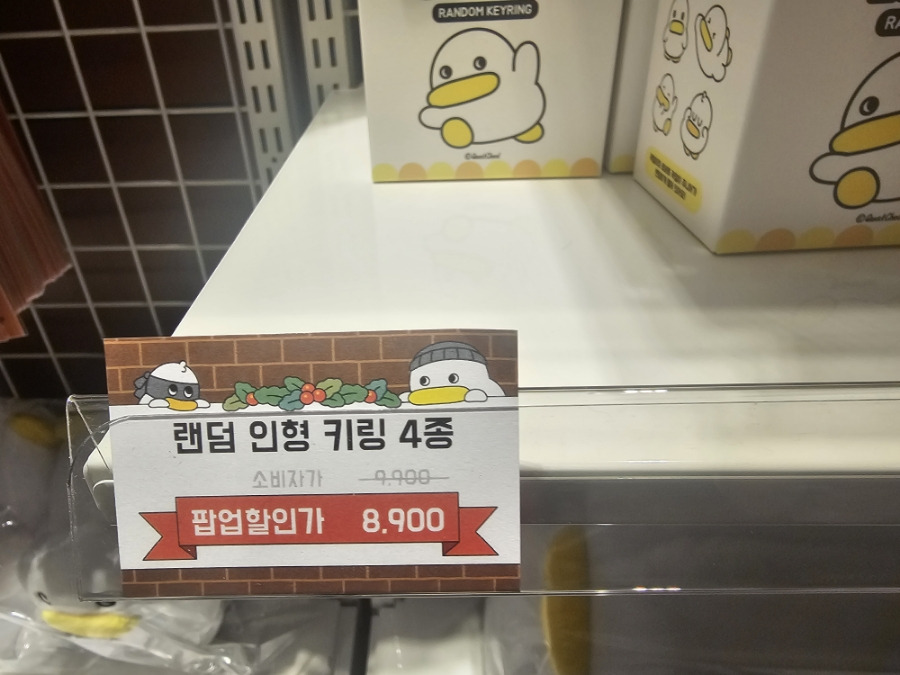 RANDOM KEYRING
랜덤 인형 키링 4종
소비자가 9,900
팝업할인가 8,900